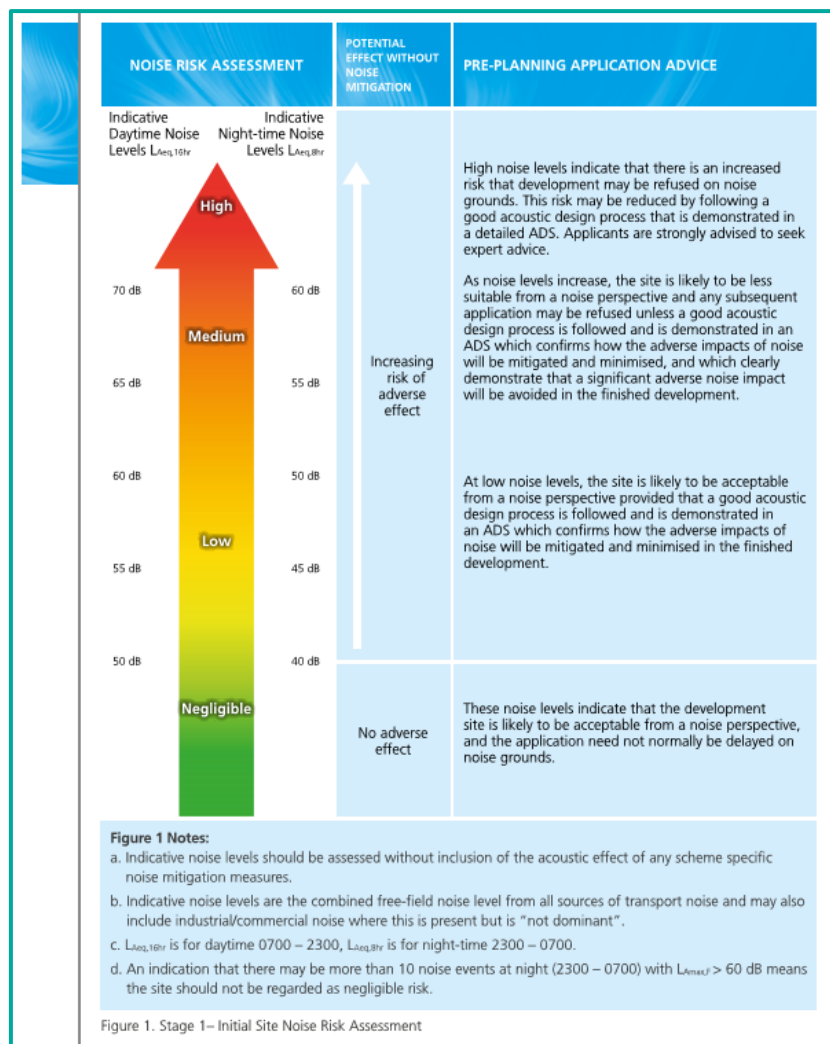 NOISE RISK ASSESSMENT
POTENTIAL
EFFECT WITHOUT
NOISE
MITIGATION
PRE-PLANNING APPLICATION ADVICE
Indicative
Daytime Noise
Levels LAeq,16hr
Indicative
Night-time Noise
Levels LAeq,8hr
High
70 dB
60 dB
Medium
65 dB
55 dB
60 dB
50 dB
Low
55 dB
45 dB
50 dB
40 dB
Negligible
Increasing
risk of
adverse
effect
No adverse
effect
High noise levels indicate that there is an increased
risk that development may be refused on noise
grounds. This risk may be reduced by following a
good acoustic design process that is demonstrated in
a detailed ADS. Applicants are strongly advised to seek
expert advice.
As noise levels increase, the site is likely to be less
suitable from a noise perspective and any subsequent
application may be refused unless a good acoustic
design process is followed and is demonstrated in an
ADS which confirms how the adverse impacts of noise
will be mitigated and minimised, and which clearly
demonstrate that a significant adverse noise impact
will be avoided in the finished development.
At low noise levels, the site is likely to be acceptable
from a noise perspective provided that a good acoustic
design process is followed and is demonstrated in
an ADS which confirms how the adverse impacts of
noise will be mitigated and minimised in the finished
development.
These noise levels indicate that the development
site is likely to be acceptable from a noise perspective,
and the application need not normally be delayed on
noise grounds.
Figure 1 Notes:
a. Indicative noise levels should be assessed without inclusion of the acoustic effect of any scheme specific
noise mitigation measures.
b. Indicative noise levels are the combined free-field noise level from all sources of transport noise and may also
include industrial/commercial noise where this is present but is “not dominant”.
c. LAeq,16hr is for daytime 0700 – 2300, LAeq,8hr is for night-time 2300 – 0700.
d. An indication that there may be more than 10 noise events at night (2300 – 0700) with LAmax,F > 60 dB means
the site should not be regarded as negligible risk.
Figure 1. Stage 1– Initial Site Noise Risk Assessment